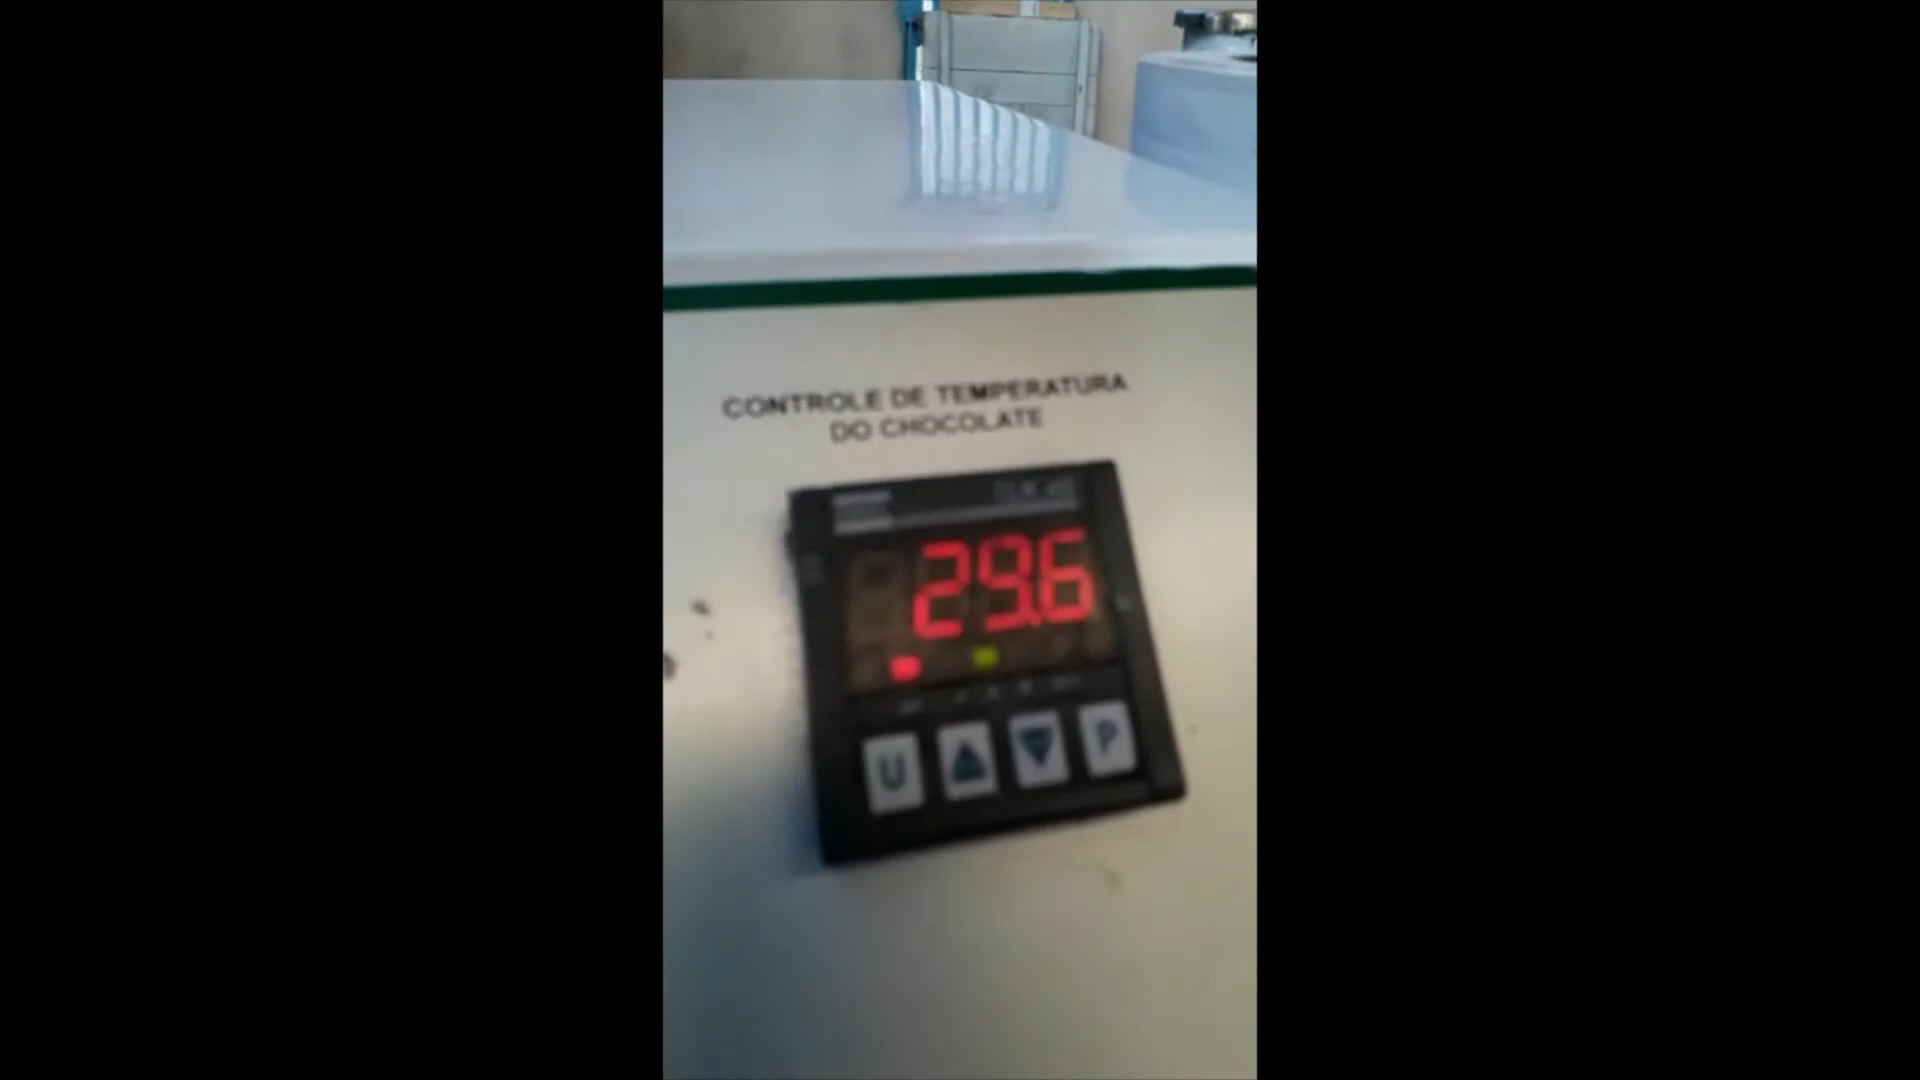 CONTROLE DE TEMPERATURA
DO CHOCOLATE
29.6
U P